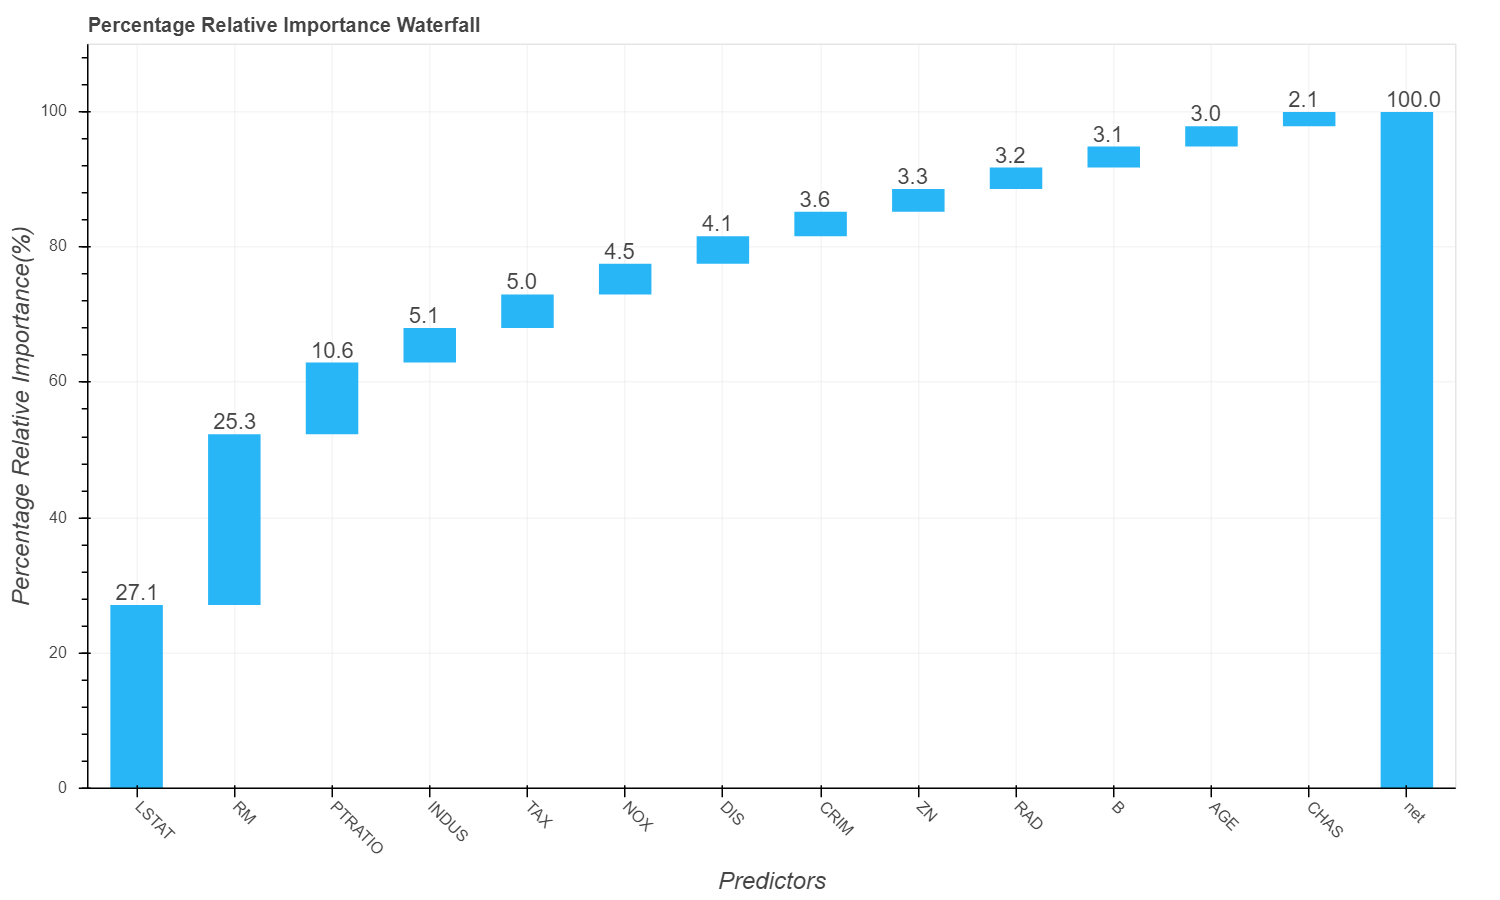 Percentage Relative Importance Waterfall
Percentage Relative Importance(%)
100
80
60
40
20
0
27.1
25.3
10.6
5.1
5.0
4.5
4.1
3.6
3.3
3.2
3.1
3.0
2.1
100.0
LSTAT
RM
PTRATIO
INDUS
TAX
NOX
DIS
CRIM
ZN
RAD
B
AGE
CHAS
net
Predictors